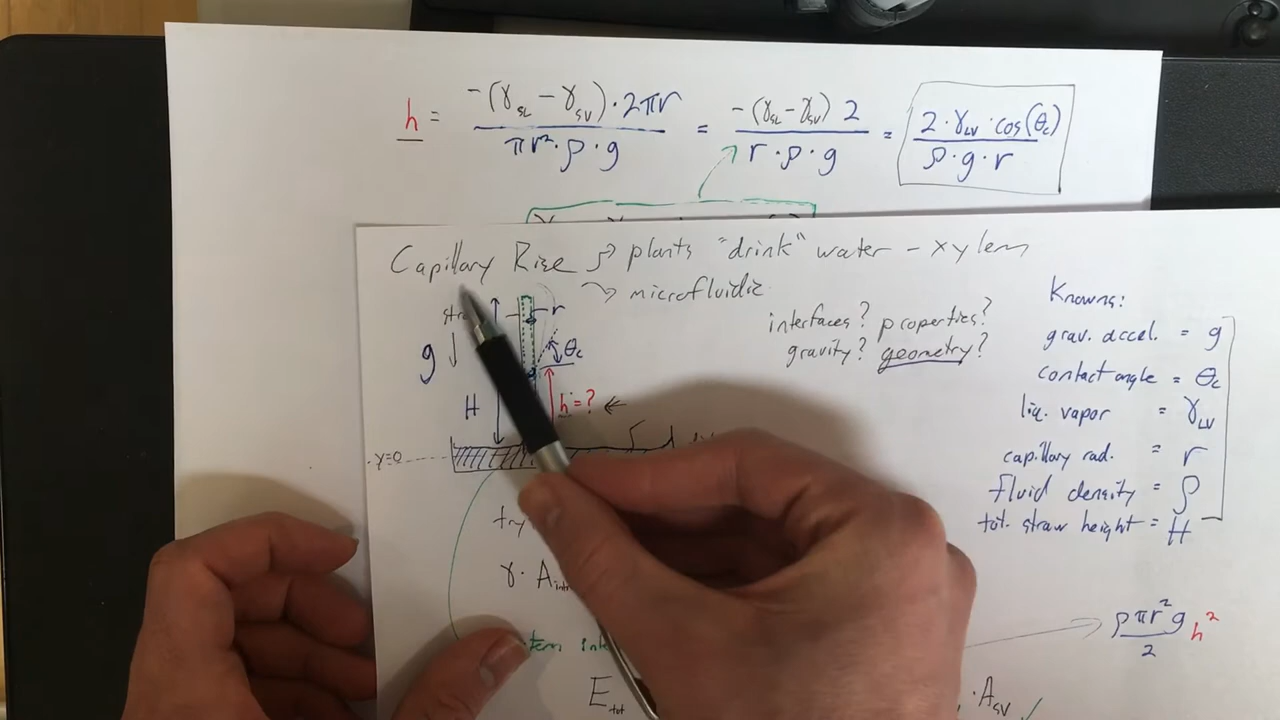 h = -(γSL - γSV)·2πr / πr²·ρ·g = -(γSL - γSV) 2 / r·ρ·g = 2·γLV·cos(θc) / ρ·g·r
Capillary Rise → plants "drink" water - xylem
→ microfluidic
r
g
θc
H
h=?
y=0
interfaces? properties?
gravity? geometry?
Knowns:
grav. accel. = g
contact angle = θc
liq. vapor = γLV
capillary rad. = r
fluid density = ρ
tot. straw height = H
try
γ·A
E tot
ρπr²g / 2 h²
·ASV ✓